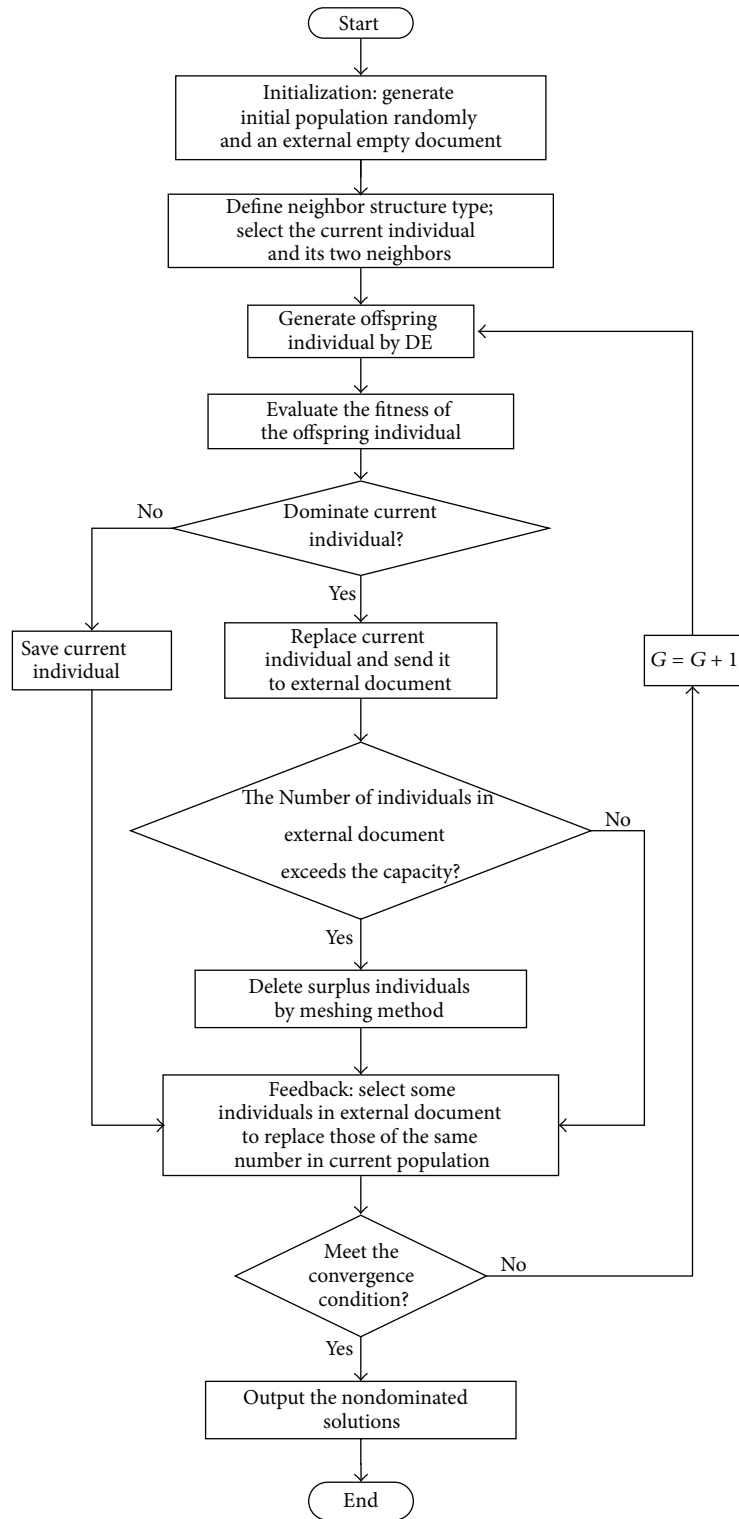 Start
Initialization: generate
initial population randomly
and an external empty document
Define neighbor structure type;
select the current individual
and its two neighbors
Generate offspring
individual by DE
Evaluate the fitness of
the offspring individual
No
Dominate current
individual?
Yes
Save current
individual
Replace current
individual and send it
to external document
G = G + 1
The Number of individuals in
external document
exceeds the capacity?
No
Yes
Delete surplus individuals
by meshing method
Feedback: select some
individuals in external document
to replace those of the same
number in current population
Meet the
convergence
condition?
No
Yes
Output the nondominated
solutions
End